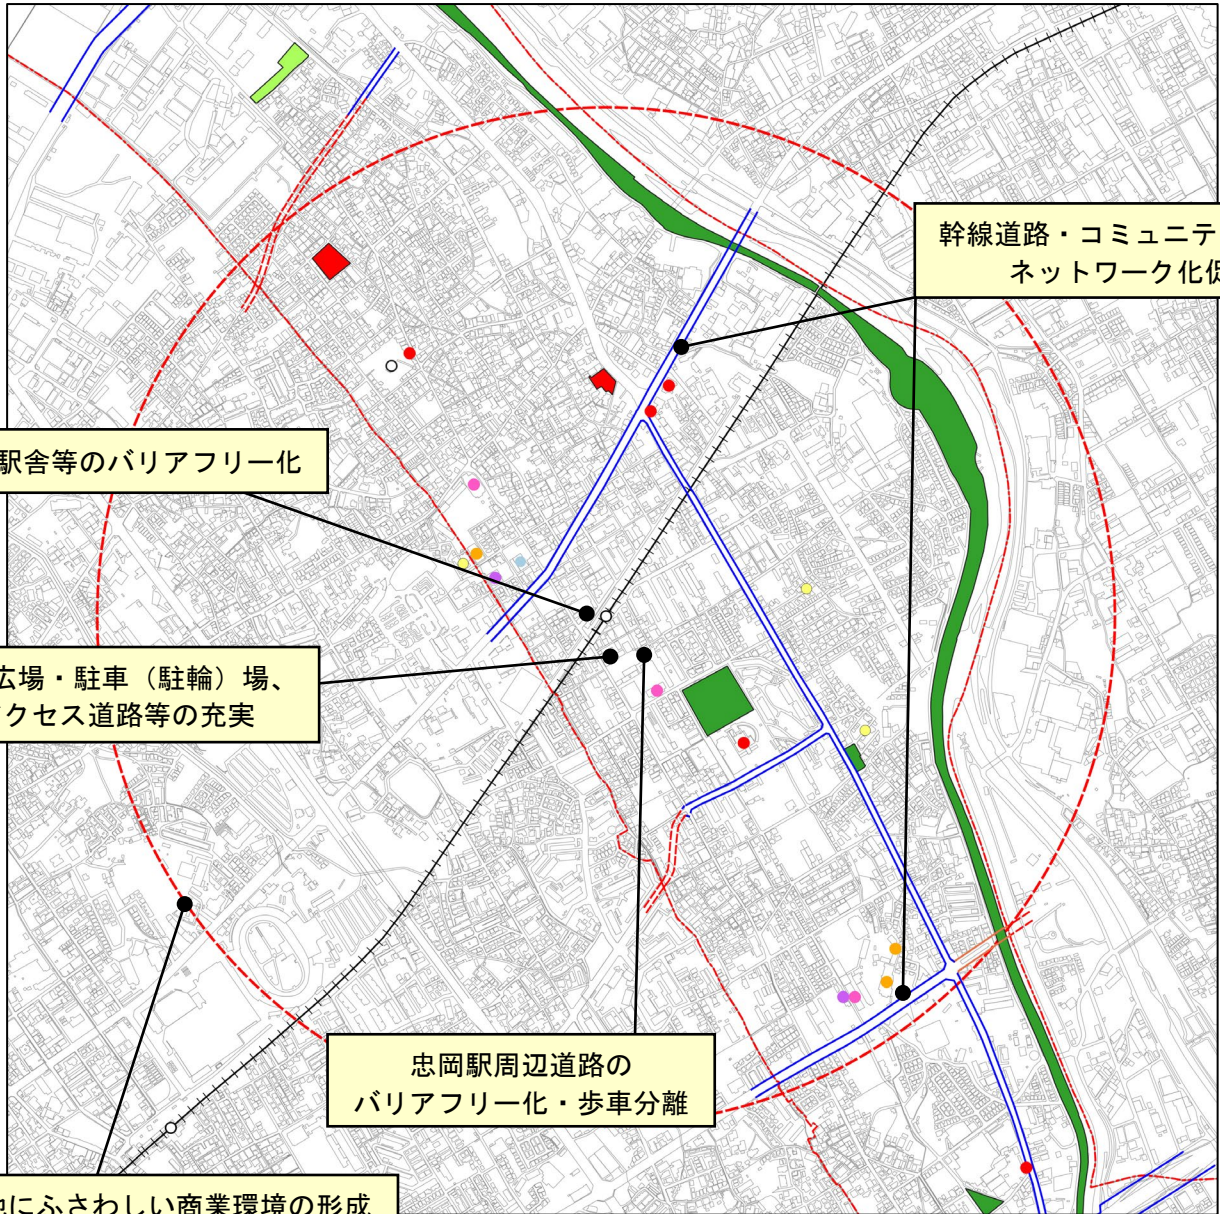 幹線道路・コミュニテ
ネットワーク化促
駅舎等のバリアフリー化
広場・駐車（駐輪）場、
アクセス道路等の充実
忠岡駅周辺道路の
バリアフリー化・歩車分離
地にふさわしい商業環境の形成